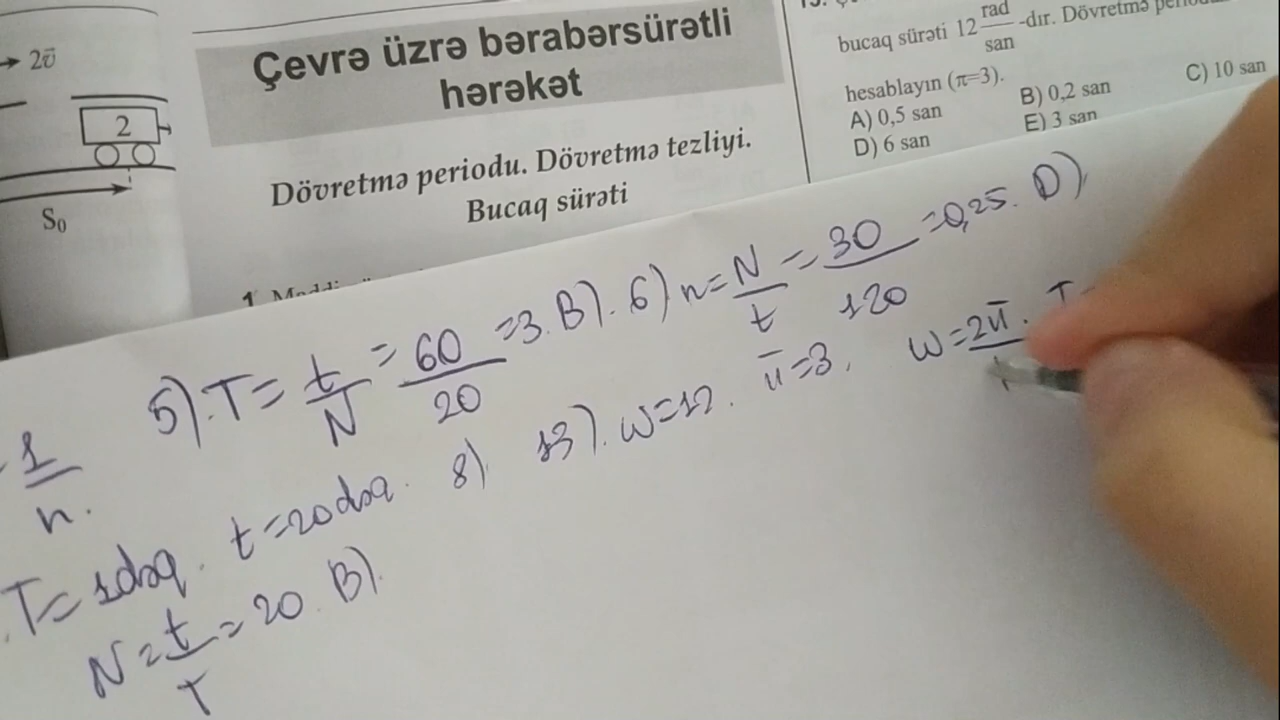 2v̅
2
S₀
Çevrə üzrə bərabərsürətli
hərəkət
Dövretmə periodu. Dövretmə tezliyi.
Bucaq sürəti
bucaq sürəti 12 rad/san -dır. Dövretmə
hesablayın (π=3).
A) 0,5 san
B) 0,2 san
C) 10 san
D) 6 san
E) 3 san
1/n.
5). T = t/N = 60/20 =3. B). 6) n= N/t = 30/120 =0,25. D)
T= 1dəq. t=20dəq. 8). 13). W=12. π=3. W=2π
N = t/T = 20. B).